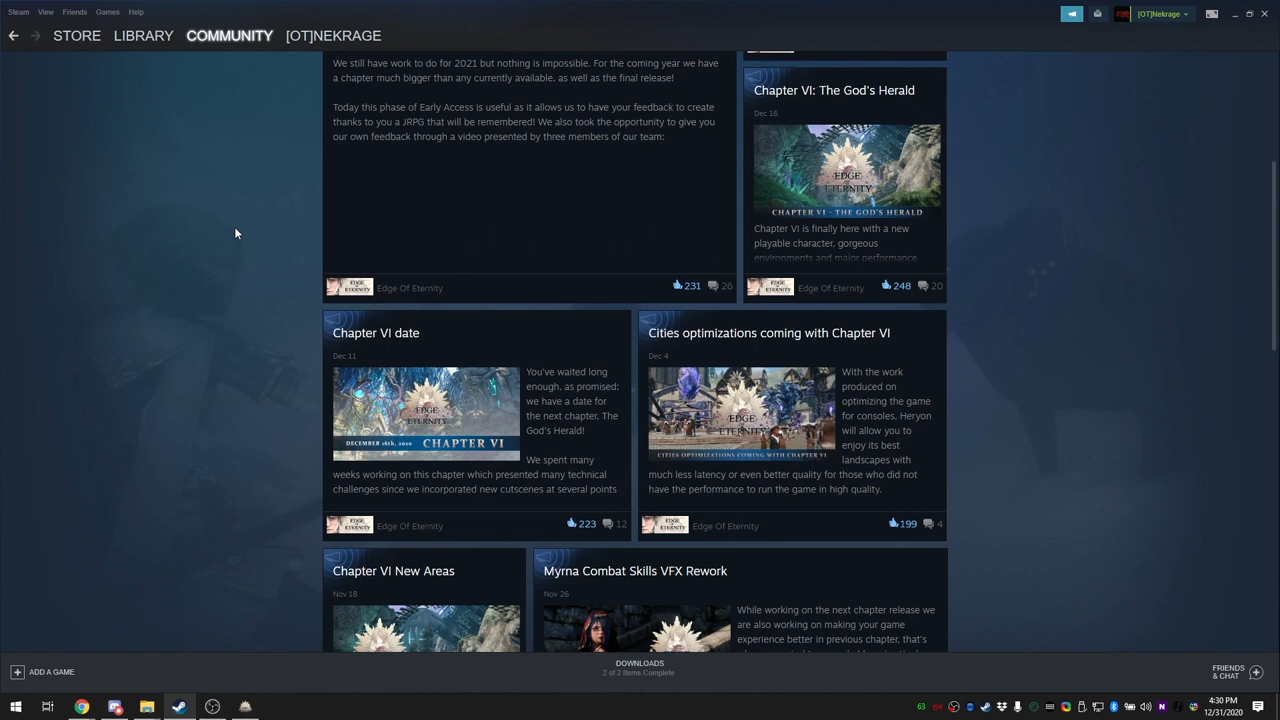 Steam View Friends Games Help
[OT]Nekrage
STORE LIBRARY COMMUNITY [OT]NEKRAGE
We still have work to do for 2021 but nothing is impossible. For the coming year we have
a chapter much bigger than any currently available, as well as the final release!
Today this phase of Early Access is useful as it allows us to have your feedback to create
thanks to you a JRPG that will be remembered! We also took the opportunity to give you
our own feedback through a video presented by three members of our team:
Edge Of Eternity 231 26
Chapter VI: The God's Herald
Dec 16
EDGE
OF
ETERNITY
CHAPTER VI - THE GOD'S HERALD
Chapter VI is finally here with a new
playable character, gorgeous
environments and major performance
Edge Of Eternity 248 20
Chapter VI date
Dec 11
EDGE
OF
ETERNITY
DECEMBER 16th, 2020 CHAPTER VI
You've waited long
enough, as promised:
we have a date for
the next chapter, The
God's Herald!
We spent many
weeks working on this chapter which presented many technical
challenges since we incorporated new cutscenes at several points
Edge Of Eternity 223 12
Cities optimizations coming with Chapter VI
Dec 4
EDGE
OF
ETERNITY
CITIES OPTIMIZATIONS COMING WITH CHAPTER VI
With the work
produced on
optimizing the game
for consoles, Heryon
will allow you to
enjoy its best
landscapes with
much less latency or even better quality for those who did not
have the performance to run the game in high quality.
Edge Of Eternity 199 4
Chapter VI New Areas
Nov 18
Myrna Combat Skills VFX Rework
Nov 26
While working on the next chapter release we
are also working on making your game
experience better in previous chapter, that's
ADD A GAME
DOWNLOADS
2 of 2 Items Complete
FRIENDS
& CHAT
63 64
4:30 PM
12/31/2020